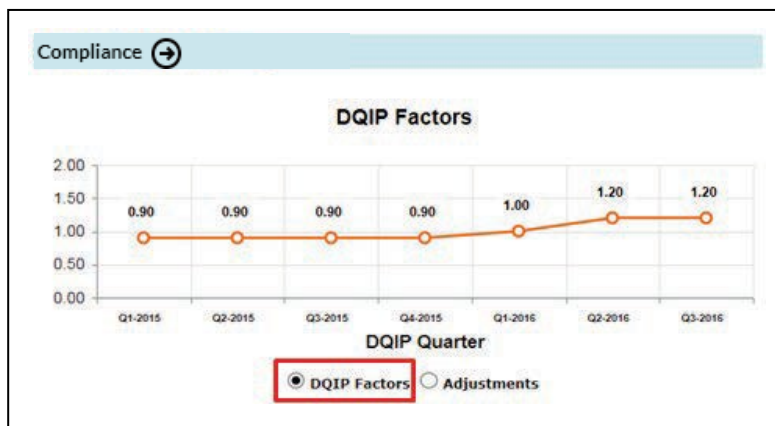 Compliance
DQIP Factors
2.00
1.50
1.00
0.50
0.00
0.90 0.90 0.90 0.90 1.00 1.20 1.20
Q1-2015 Q2-2015 Q3-2015 Q4-2015 Q1-2016 Q2-2016 Q3-2016
DQIP Quarter
DQIP Factors Adjustments